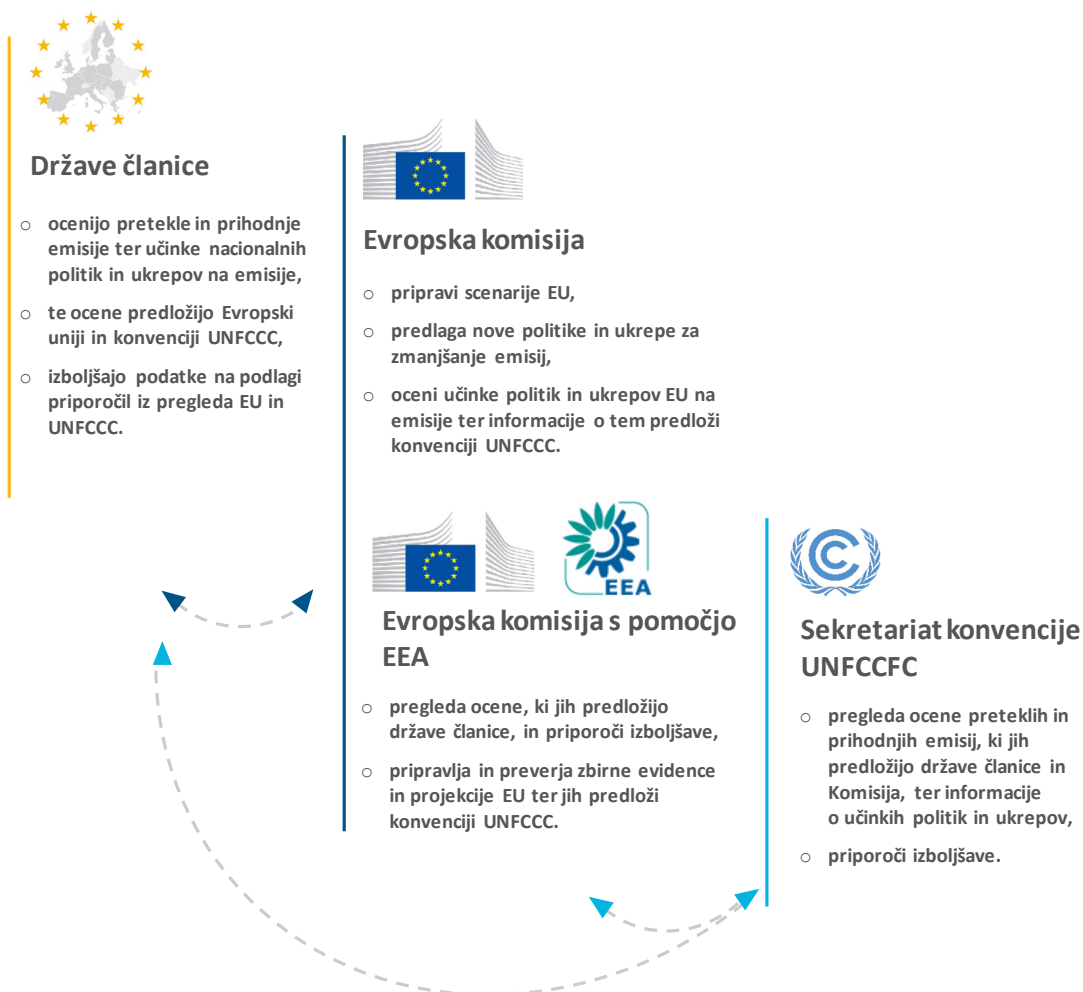 Države članice
○ ocenijo pretekle in prihodnje
emisije ter učinke nacionalnih
politik in ukrepov na emisije,
○ te ocene predložijo Evropski
uniji in konvenciji UNFCCC,
○ izboljšajo podatke na podlagi
priporočil iz pregleda EU in
UNFCCC.
Evropska komisija
○ pripravi scenarije EU,
○ predlaga nove politike in ukrepe za
zmanjšanje emisij,
○ oceni učinke politik in ukrepov EU na
emisije ter informacije o tem predloži
konvenciji UNFCCC.
EEA
Evropska komisija s pomočjo
EEA
○ pregleda ocene, ki jih predložijo
države članice, in priporoči izboljšave,
○ pripravlja in preverja zbirne evidence
in projekcije EU ter jih predloži
konvenciji UNFCCC.
Sekretariat konvencije
UNFCCFC
○ pregleda ocene preteklih in
prihodnjih emisij, ki jih
predložijo države članice in
Komisija, ter informacije
o učinkih politik in ukrepov,
○ priporoči izboljšave.